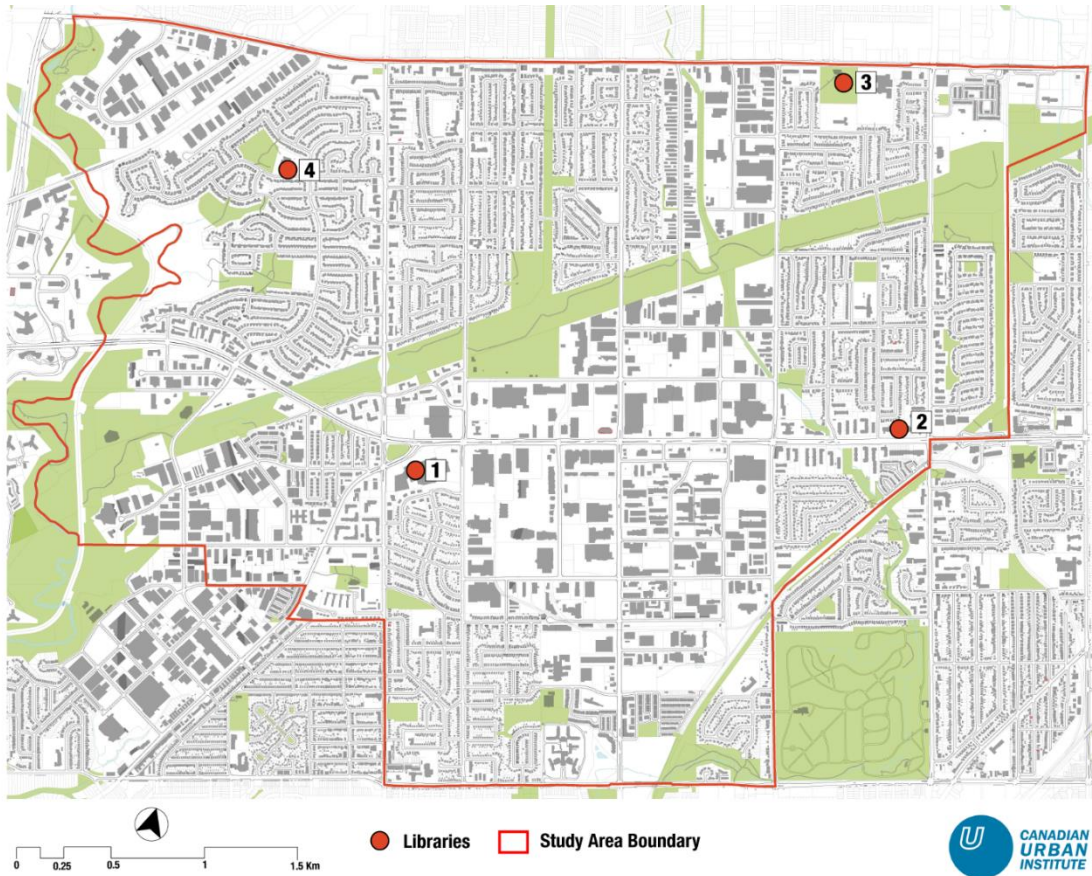 3
4
2
1
0 0.25 0.5 1 1.5 Km
Libraries
Study Area Boundary
U
CANADIAN
URBAN
INSTITUTE